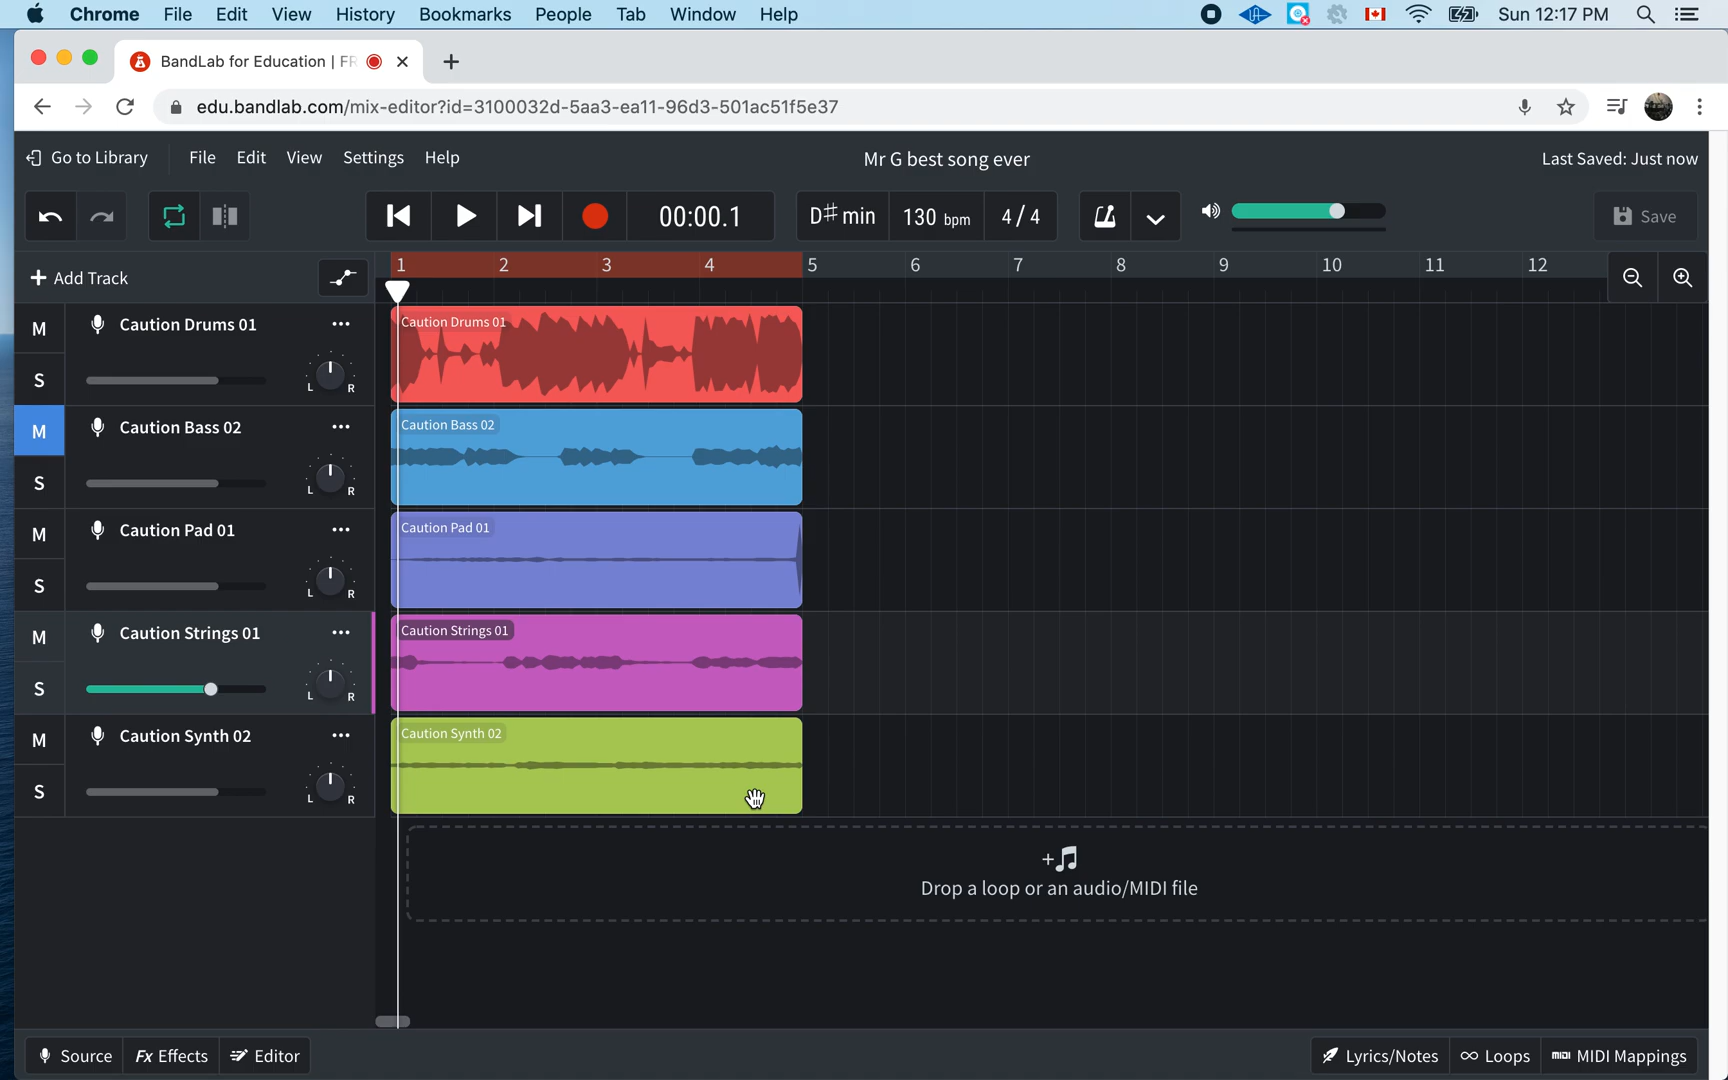 Chrome File Edit View History Bookmarks People Tab Window Help Sun 12:17 PM
BandLab for Education | FR
edu.bandlab.com/mix-editor?id=3100032d-5aa3-ea11-96d3-501ac51f5e37
Go to Library File Edit View Settings Help Mr G best song ever Last Saved: Just now
00:00.1 D♯ min 130 bpm 4/4 Save
+ Add Track 1 2 3 4 5 6 7 8 9 10 11 12
M Caution Drums 01 Caution Drums 01
S L R
M Caution Bass 02 Caution Bass 02
S L R
M Caution Pad 01 Caution Pad 01
S L R
M Caution Strings 01 Caution Strings 01
S L R
M Caution Synth 02 Caution Synth 02
S L R
Drop a loop or an audio/MIDI file
Source Fx Effects Editor Lyrics/Notes Loops MIDI MIDI Mappings